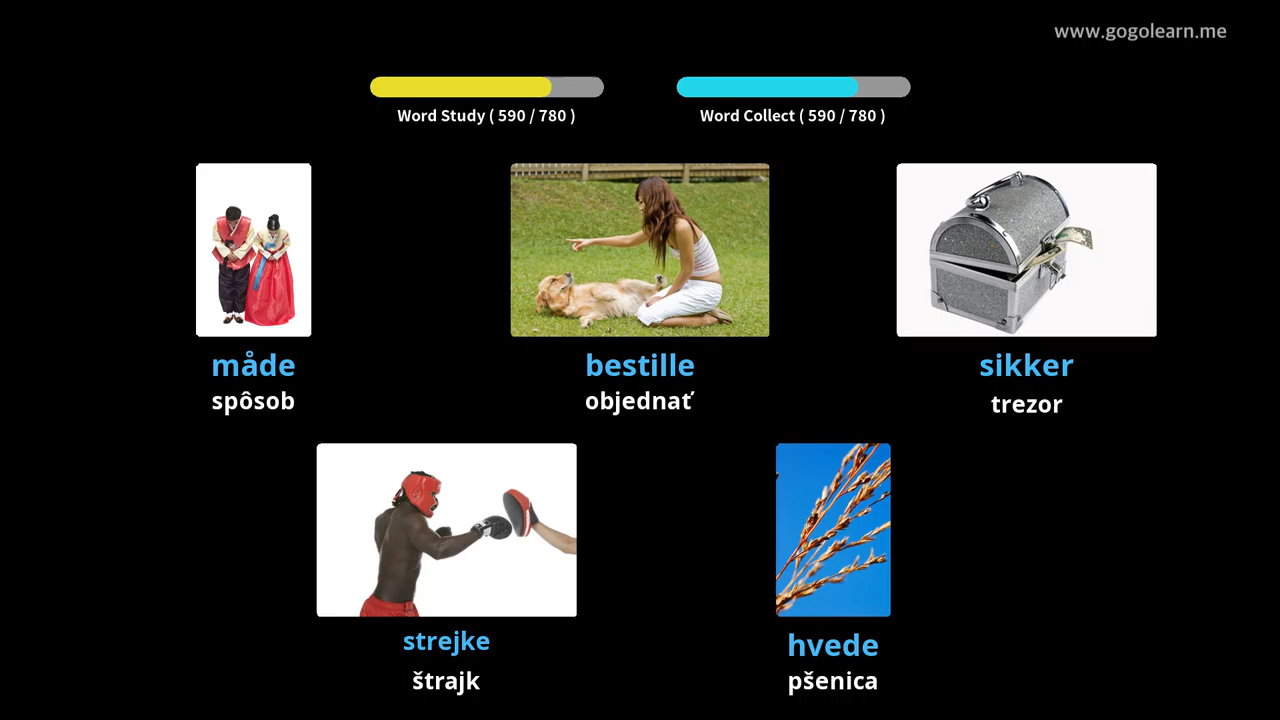 www.gogolearn.me
Word Study ( 590 / 780 )
Word Collect ( 590 / 780 )
måde
spôsob
bestille
objednať
sikker
trezor
strejke
štrajk
hvede
pšenica